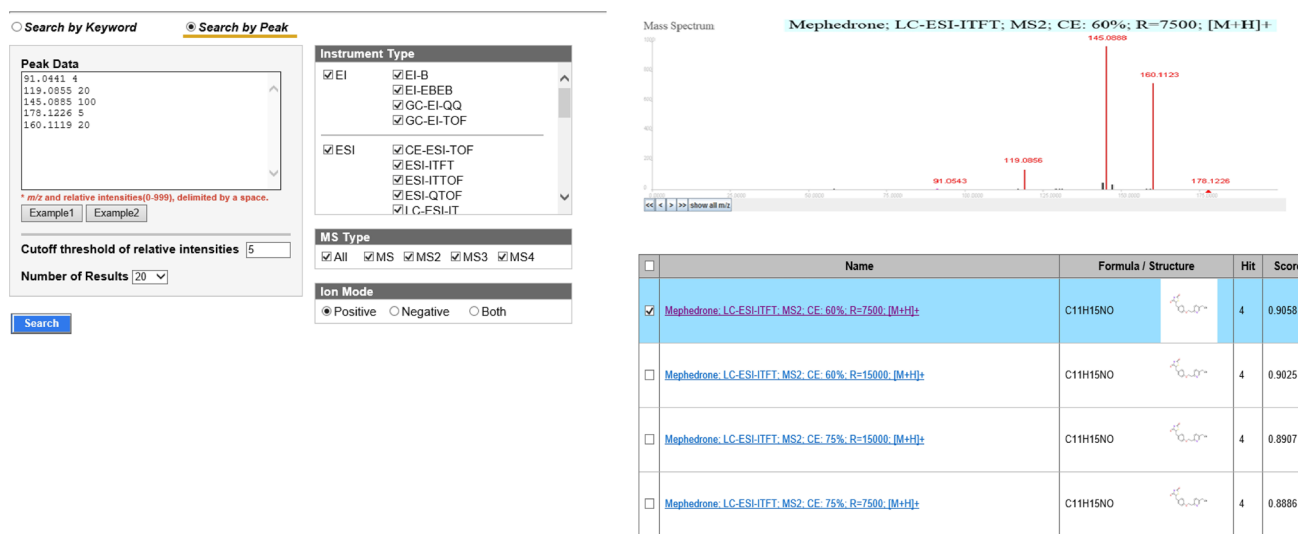 Search by Keyword Search by Peak
Peak Data
91.0441 4
119.0855 20
145.0885 100
178.1226 5
160.1119 20
* m/z and relative intensities(0-999), delimited by a space.
Example1 Example2
Cutoff threshold of relative intensities 5
Number of Results 20
Search
Instrument Type
EI EI-B
EI-EBEB
GC-EI-QQ
GC-EI-TOF
ESI CE-ESI-TOF
ESI-ITFT
ESI-ITTOF
ESI-QTOF
LC-ESI-IT
MS Type
All MS MS2 MS3 MS4
Ion Mode
Positive Negative Both
Mass Spectrum Mephedrone; LC-ESI-ITFT; MS2; CE: 60%; R=7500; [M+H]+
145.0888
160.1123
119.0856
91.0543 178.1226
<< < > >> show all m/z
Name Formula / Structure Hit Score
Mephedrone; LC-ESI-ITFT; MS2; CE: 60%; R=7500; [M+H]+ C11H15NO 4 0.9058
Mephedrone; LC-ESI-ITFT; MS2; CE: 60%; R=15000; [M+H]+ C11H15NO 4 0.9025
Mephedrone; LC-ESI-ITFT; MS2; CE: 75%; R=15000; [M+H]+ C11H15NO 4 0.8907
Mephedrone; LC-ESI-ITFT; MS2; CE: 75%; R=7500; [M+H]+ C11H15NO 4 0.8886